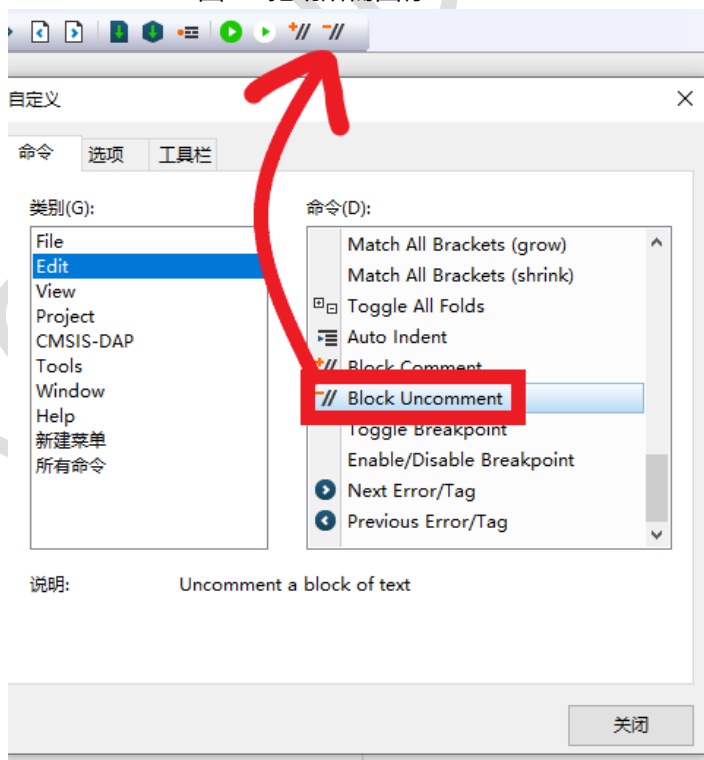 自定义
命令 选项 工具栏
类别(G):
File
Edit
View
Project
CMSIS-DAP
Tools
Window
Help
新建菜单
所有命令
命令(D):
Match All Brackets (grow)
Match All Brackets (shrink)
Toggle All Folds
Auto Indent
Block Comment
Block Uncomment
Toggle Breakpoint
Enable/Disable Breakpoint
Next Error/Tag
Previous Error/Tag
说明: Uncomment a block of text
关闭